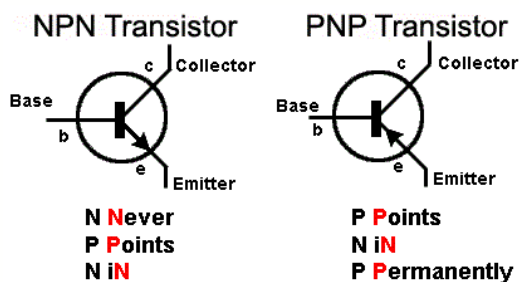 NPN Transistor
c
Collector
Base
b
e
Emitter
N Never
P Points
N iN
PNP Transistor
c
Collector
Base
b
e
Emitter
P Points
N iN
P Permanently